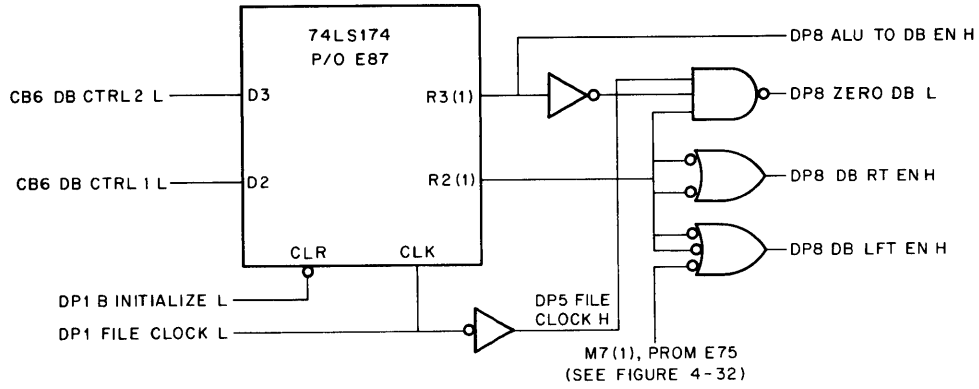 74LS174
P/O E87
DP8 ALU TO DB EN H
CB6 DB CTRL2 L
D3
R3(1)
DP8 ZERO DB L
CB6 DB CTRL 1 L
D2
R2(1)
DP8 DB RT EN H
DP8 DB LFT EN H
CLR
CLK
DP1 B INITIALIZE L
DP5 FILE
CLOCK H
DP1 FILE CLOCK L
M7(1), PROM E75
(SEE FIGURE 4-32)